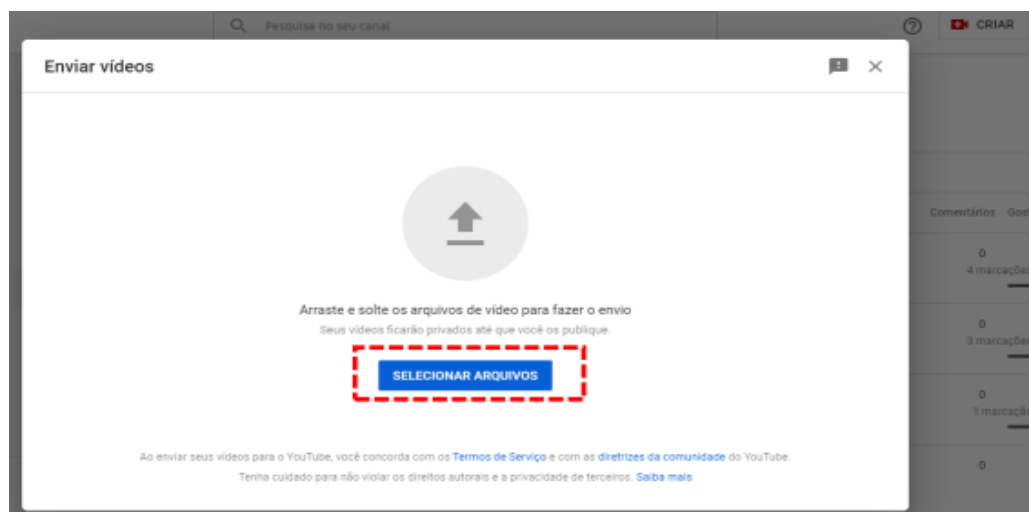 Pesquise no seu canal
CRIAR
Enviar vídeos
Arraste e solte os arquivos de vídeo para fazer o envio
Seus vídeos ficarão privados até que você os publique.
SELECIONAR ARQUIVOS
Ao enviar seus vídeos para o YouTube, você concorda com os Termos de Serviço e com as diretrizes da comunidade do YouTube.
Tenha cuidado para não violar os direitos autorais e a privacidade de terceiros. Saiba mais
Comentários
0
4
0
3
0
1
0